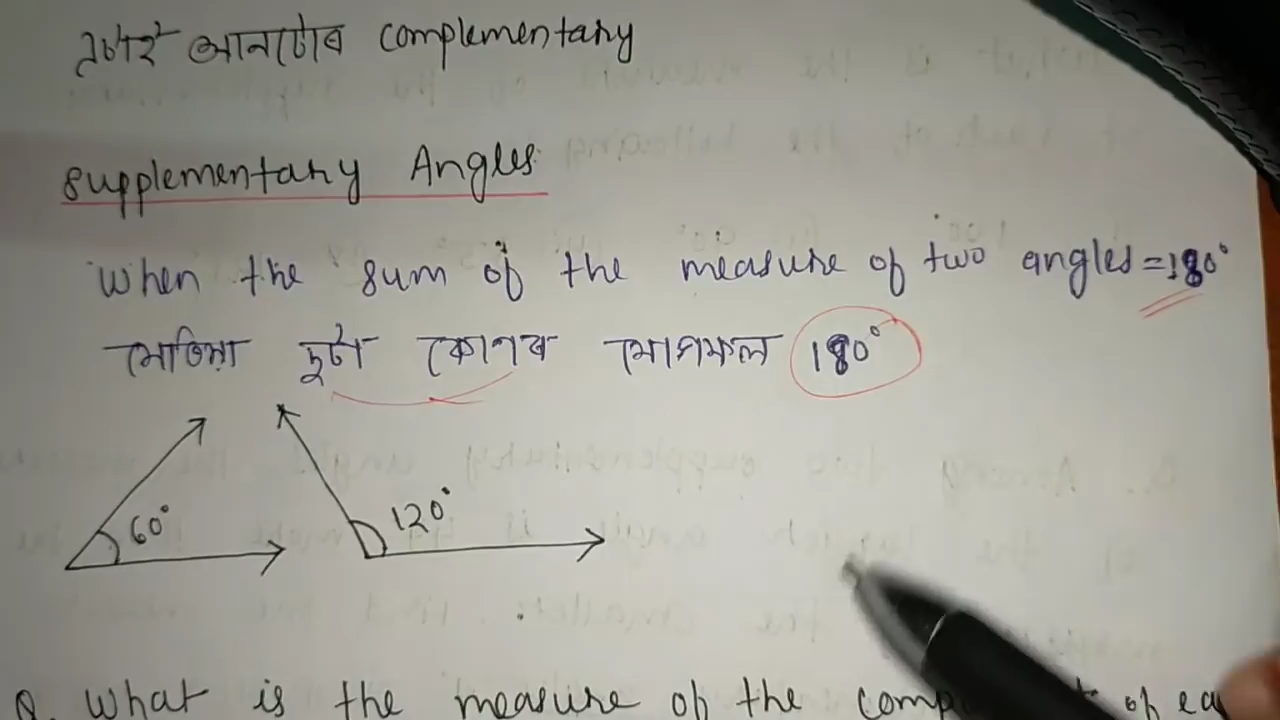 আনটোৰ complementary
Supplementary Angles
When the sum of the measure of two angles = 180°
যেতিয়া দুটা কোণৰ যোগফল 180°
60°
120°
Q. What is the measure of the